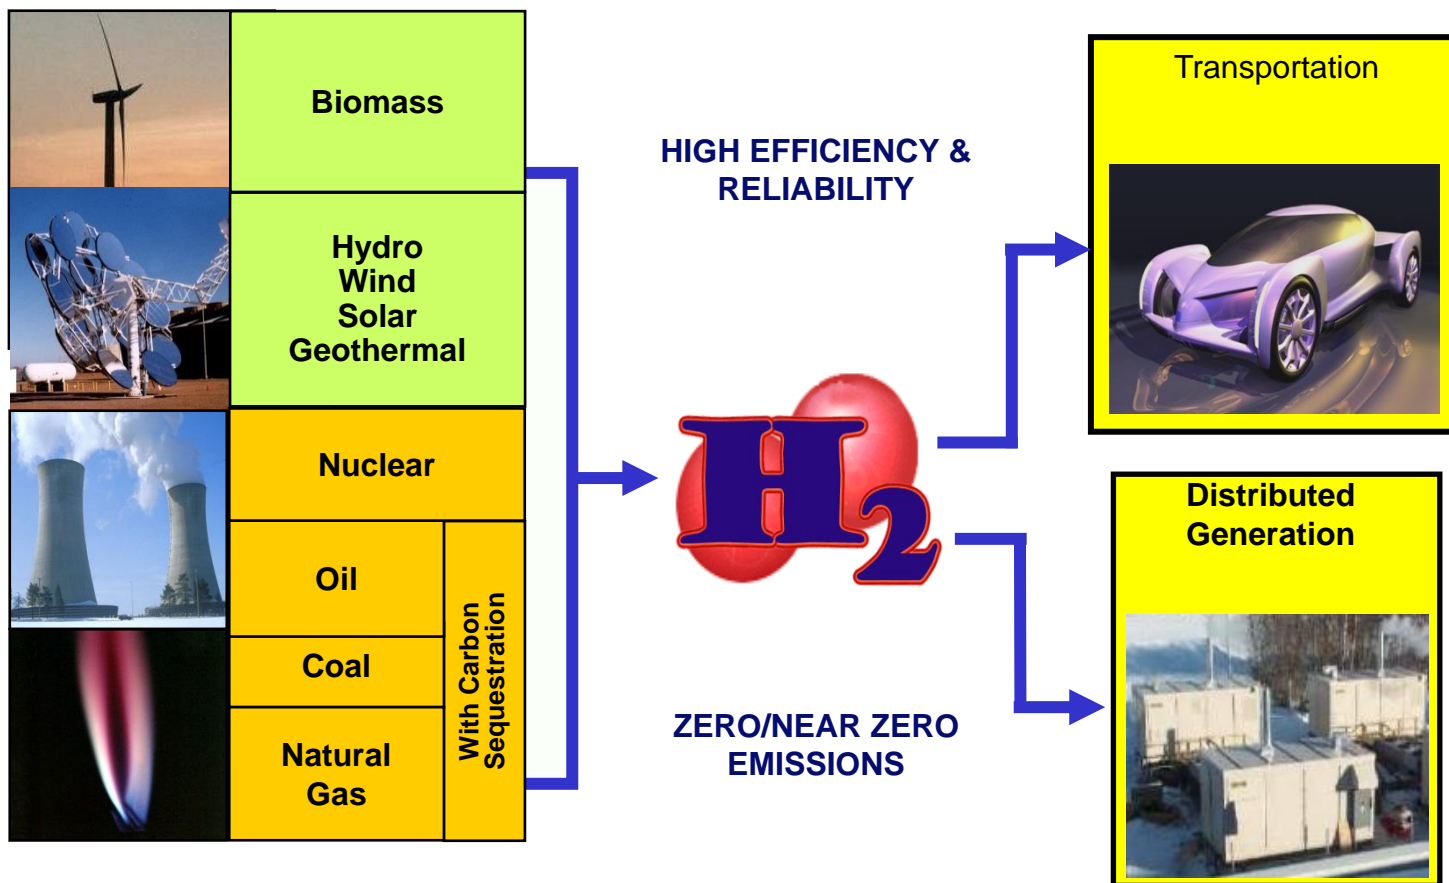 Biomass
Hydro
Wind
Solar
Geothermal
Nuclear
Oil
Coal
Natural
Gas
With Carbon
Sequestration
HIGH EFFICIENCY &
RELIABILITY
H2
ZERO/NEAR ZERO
EMISSIONS
Transportation
Distributed
Generation